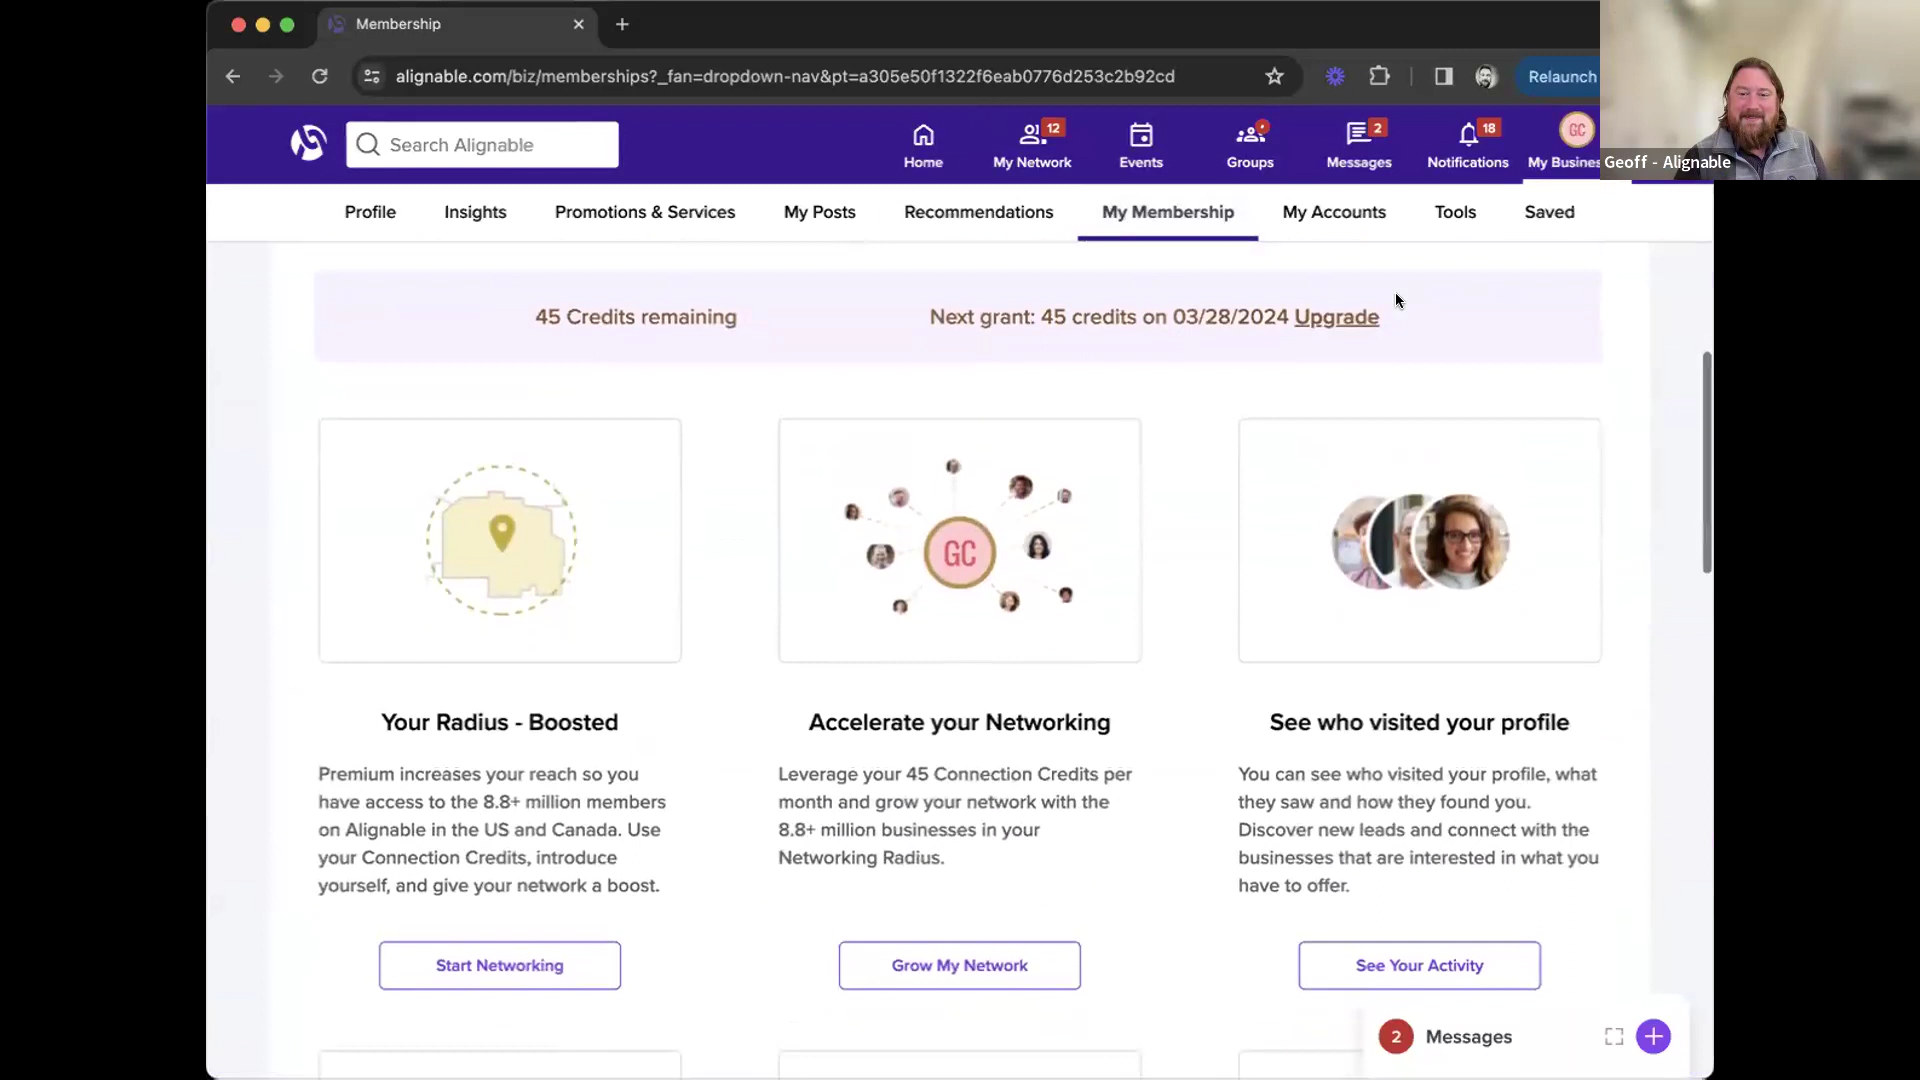 Membership
alignable.com/biz/memberships?_fan=dropdown-nav&pt=a305e50f1322f6eab0776d253c2b92cd
Relaunch
Search Alignable
Home
12
My Network
Events
Groups
2
Messages
18
Notifications
GC
My Busines
Geoff - Alignable
Profile
Insights
Promotions & Services
My Posts
Recommendations
My Membership
My Accounts
Tools
Saved
45 Credits remaining
Next grant: 45 credits on 03/28/2024 Upgrade
GC
Your Radius - Boosted
Premium increases your reach so you
have access to the 8.8+ million members
on Alignable in the US and Canada. Use
your Connection Credits, introduce
yourself, and give your network a boost.
Start Networking
Accelerate your Networking
Leverage your 45 Connection Credits per
month and grow your network with the
8.8+ million businesses in your
Networking Radius.
Grow My Network
See who visited your profile
You can see who visited your profile, what
they saw and how they found you.
Discover new leads and connect with the
businesses that are interested in what you
have to offer.
See Your Activity
2 Messages